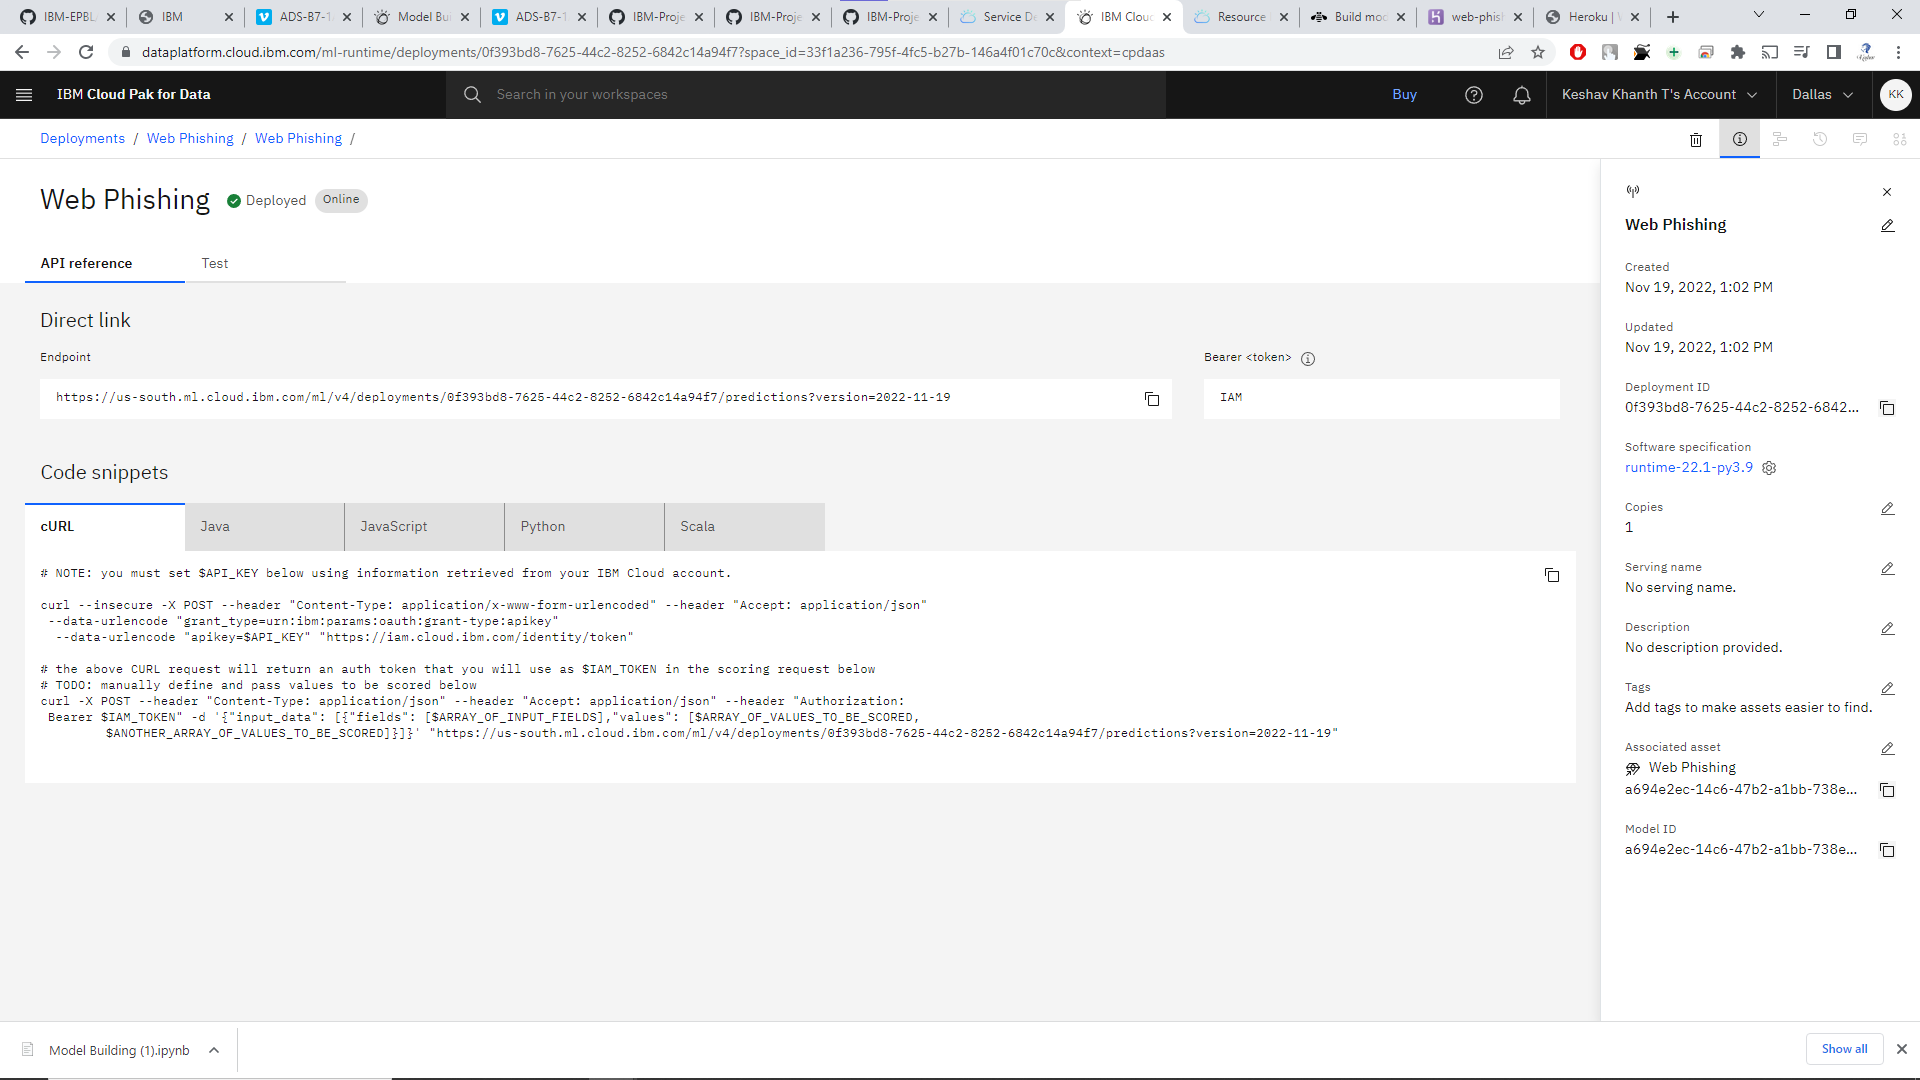 IBM-EPBL
IBM
ADS-B7-1
Model Bui
ADS-B7-1
IBM-Proje
IBM-Proje
IBM-Proje
Service De
IBM Cloud
Resource
Build mod
web-phish
Heroku |
dataplatform.cloud.ibm.com/ml-runtime/deployments/0f393bd8-7625-44c2-8252-6842c14a94f7?space_id=33f1a236-795f-4fc5-b27b-146a4f01c70c&context=cpdaas
IBM Cloud Pak for Data
Search in your workspaces
Buy
Keshav Khanth T's Account
Dallas
KK
Deployments / Web Phishing / Web Phishing /
Web Phishing
Deployed
Online
API reference
Test
Direct link
Endpoint
Bearer <token>
https://us-south.ml.cloud.ibm.com/ml/v4/deployments/0f393bd8-7625-44c2-8252-6842c14a94f7/predictions?version=2022-11-19
IAM
Code snippets
cURL
Java
JavaScript
Python
Scala
# NOTE: you must set $API_KEY below using information retrieved from your IBM Cloud account.
curl --insecure -X POST --header "Content-Type: application/x-www-form-urlencoded" --header "Accept: application/json"
--data-urlencode "grant_type=urn:ibm:params:oauth:grant-type:apikey"
--data-urlencode "apikey=$API_KEY" "https://iam.cloud.ibm.com/identity/token"
# the above CURL request will return an auth token that you will use as $IAM_TOKEN in the scoring request below
# TODO: manually define and pass values to be scored below
curl -X POST --header "Content-Type: application/json" --header "Accept: application/json" --header "Authorization:
Bearer $IAM_TOKEN" -d '{"input_data": [{"fields": [$ARRAY_OF_INPUT_FIELDS],"values": [$ARRAY_OF_VALUES_TO_BE_SCORED,
$ANOTHER_ARRAY_OF_VALUES_TO_BE_SCORED]}]}' "https://us-south.ml.cloud.ibm.com/ml/v4/deployments/0f393bd8-7625-44c2-8252-6842c14a94f7/predictions?version=2022-11-19"
Web Phishing
Created
Nov 19, 2022, 1:02 PM
Updated
Nov 19, 2022, 1:02 PM
Deployment ID
0f393bd8-7625-44c2-8252-6842...
Software specification
runtime-22.1-py3.9
Copies
1
Serving name
No serving name.
Description
No description provided.
Tags
Add tags to make assets easier to find.
Associated asset
Web Phishing
a694e2ec-14c6-47b2-a1bb-738e...
Model ID
a694e2ec-14c6-47b2-a1bb-738e...
Model Building (1).ipynb
Show all